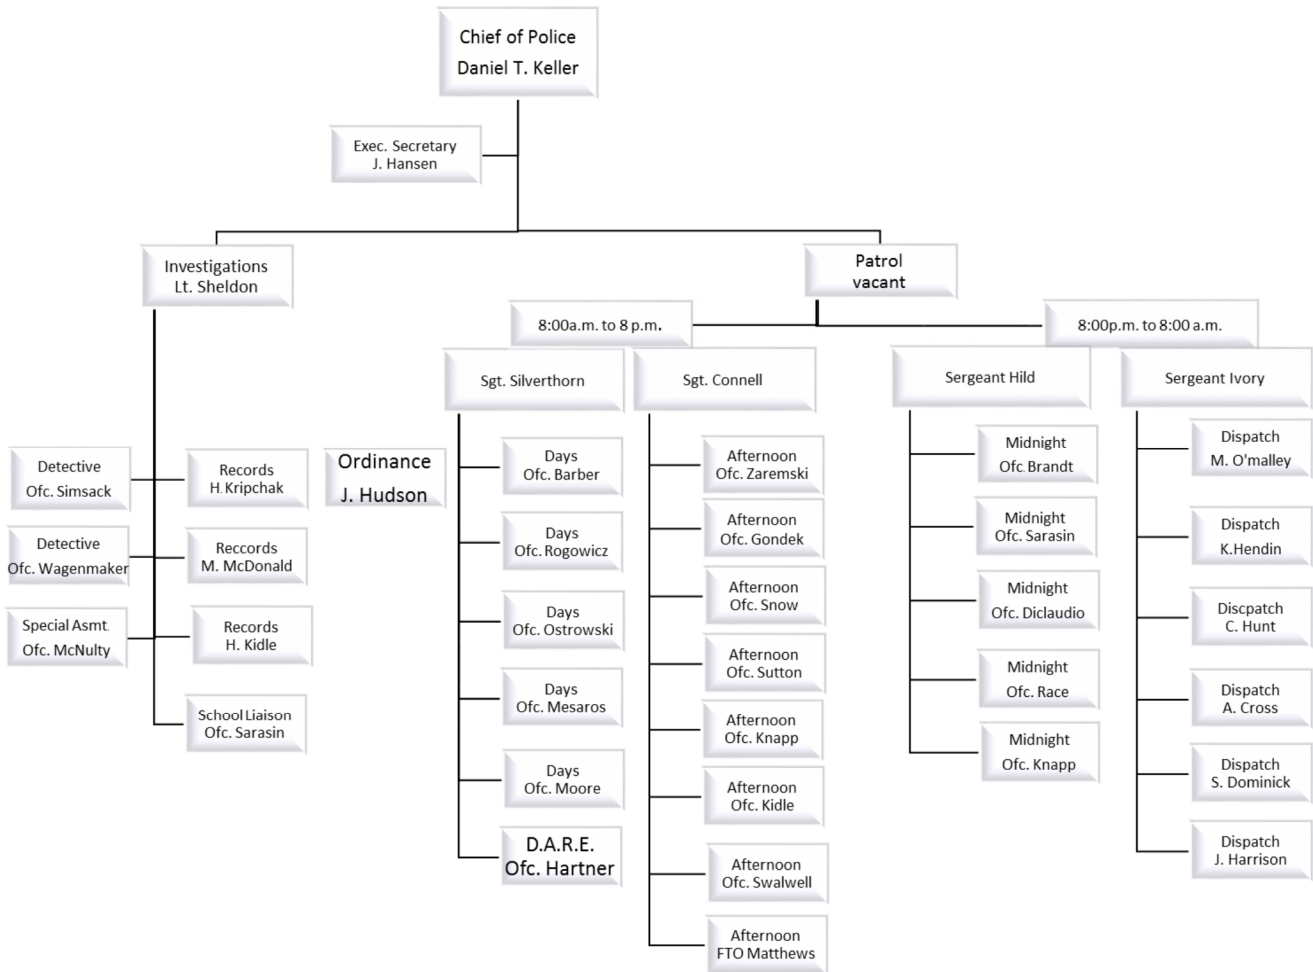 Chief of Police
Daniel T. Keller
Exec. Secretary
J. Hansen
Investigations
Lt. Sheldon
Patrol
vacant
8:00a.m. to 8 p.m.
8:00p.m. to 8:00 a.m.
Sgt. Silverthorn
Sgt. Connell
Sergeant Hild
Sergeant Ivory
Detective
Ofc. Simsack
Detective
Ofc. Wagenmaker
Special Asmt.
Ofc. McNulty
Records
H. Kripchak
Reccords
M. McDonald
Records
H. Kidle
School Liaison
Ofc. Sarasin
Ordinance
J. Hudson
Days
Ofc. Barber
Days
Ofc. Rogowicz
Days
Ofc. Ostrowski
Days
Ofc. Mesaros
Days
Ofc. Moore
D.A.R.E.
Ofc. Hartner
Afternoon
Ofc. Zaremski
Afternoon
Ofc. Gondek
Afternoon
Ofc. Snow
Afternoon
Ofc. Sutton
Afternoon
Ofc. Knapp
Afternoon
Ofc. Kidle
Afternoon
Ofc. Swalwell
Afternoon
FTO Matthews
Midnight
Ofc. Brandt
Midnight
Ofc. Sarasin
Midnight
Ofc. Diclaudio
Midnight
Ofc. Race
Midnight
Ofc. Knapp
Dispatch
M. O'malley
Dispatch
K.Hendin
Discpatch
C. Hunt
Dispatch
A. Cross
Dispatch
S. Dominick
Dispatch
J. Harrison